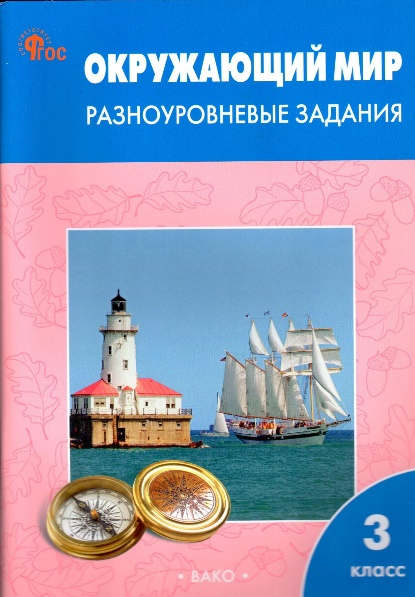 ФГОС
ОКРУЖАЮЩИЙ МИР
РАЗНОУРОВНЕВЫЕ ЗАДАНИЯ
3
КЛАСС
• ВАКО •